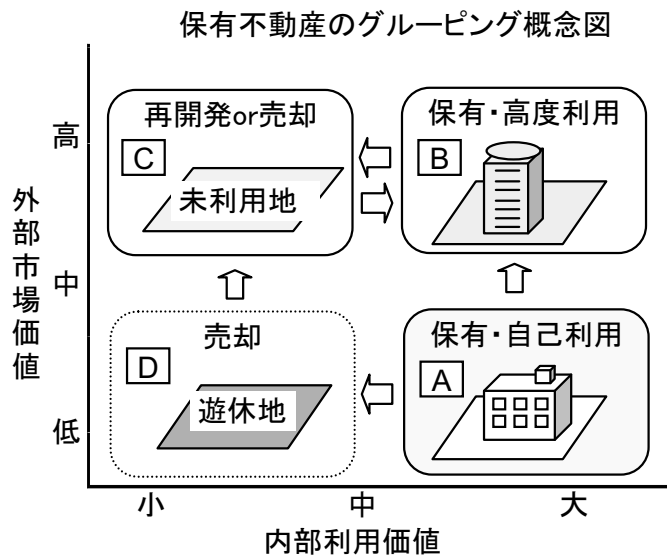 保有不動産のグルーピング概念図
再開発or売却
C
未利用地
保有・高度利用
B
売却
D
遊休地
保有・自己利用
A
外部市場価値
高
中
低
小
中
大
内部利用価値